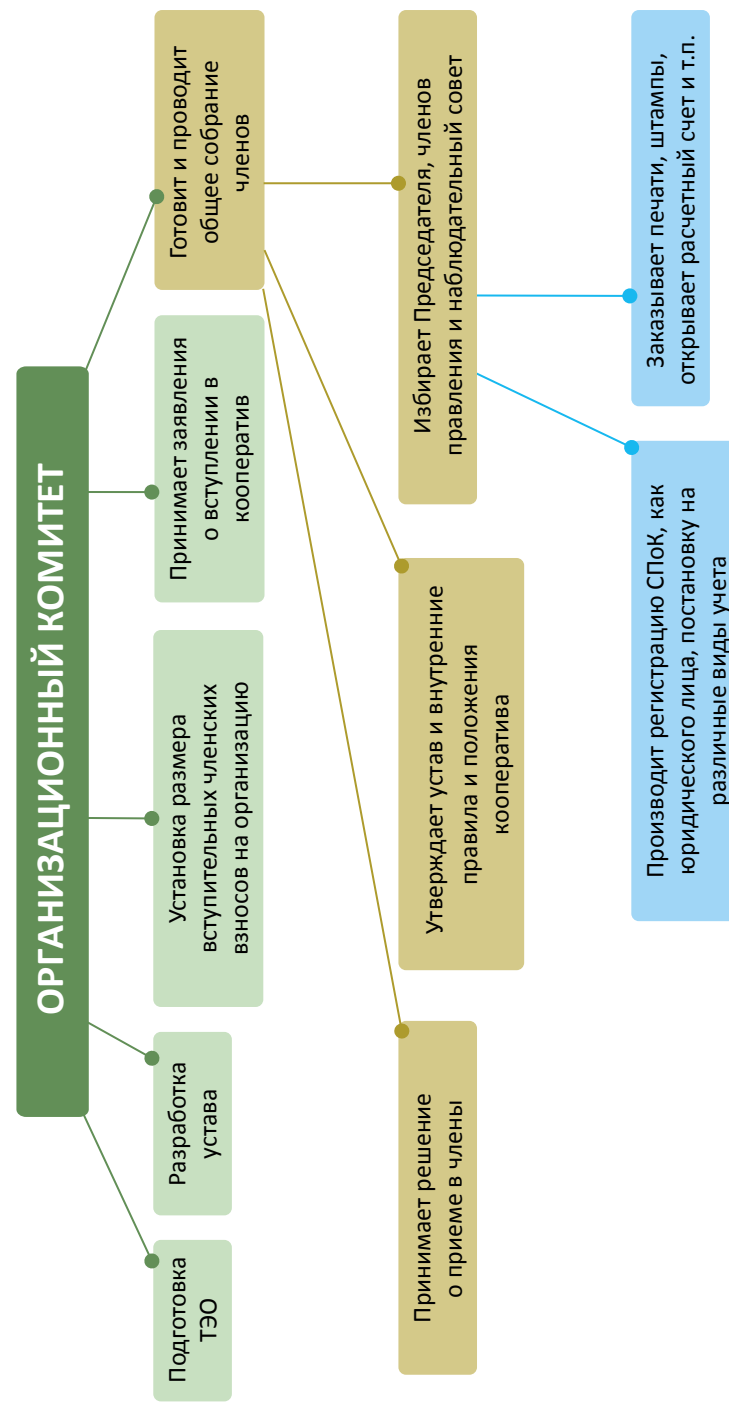 ОРГАНИЗАЦИОННЫЙ КОМИТЕТ
Подготовка
ТЭО
Разработка
устава
Установка размера
вступительных членских
взносов на организацию
Принимает заявления
о вступлении в
кооператив
Готовит и проводит
общее собрание
членов
Принимает решение
о приеме в члены
Утверждает устав и внутренние
правила и положения
кооператива
Избирает Председателя, членов
правления и наблюдательный совет
Производит регистрацию СПоК, как
юридического лица, постановку на
различные виды учета
Заказывает печати, штампы,
открывает расчетный счет и т.п.